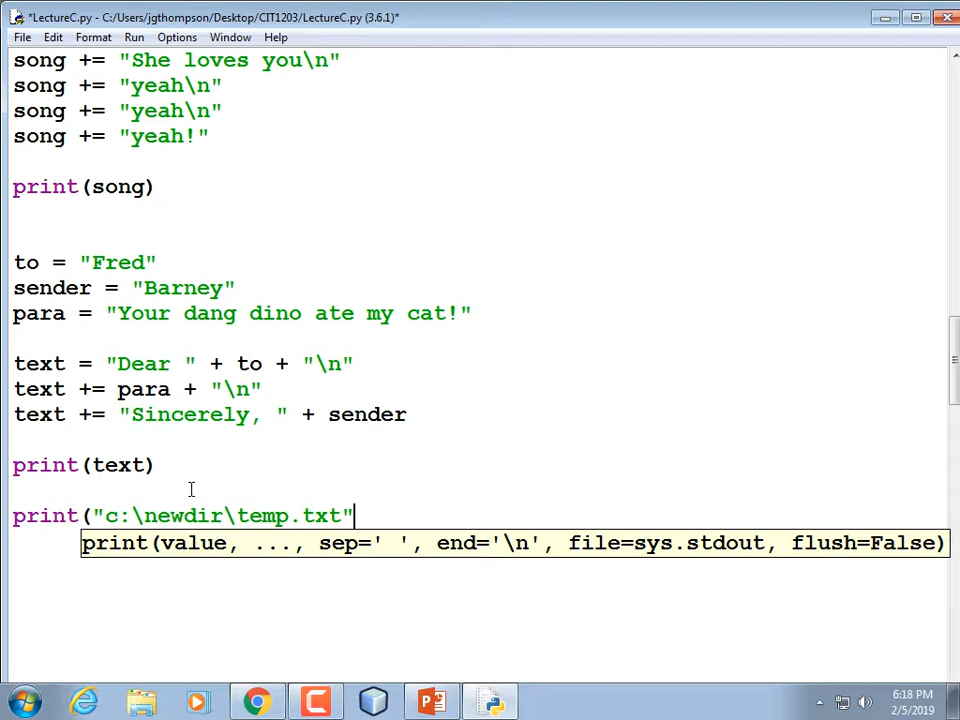 *LectureC.py - C:/Users/jgthompson/Desktop/CIT1203/LectureC.py (3.6.1)*
File Edit Format Run Options Window Help
song += "She loves you\n"
song += "yeah\n"
song += "yeah\n"
song += "yeah!"
print(song)
to = "Fred"
sender = "Barney"
para = "Your dang dino ate my cat!"
text = "Dear " + to + "\n"
text += para + "\n"
text += "Sincerely, " + sender
print(text)
print("c:\newdir\temp.txt"
print(value, ..., sep=' ', end='\n', file=sys.stdout, flush=False)
6:18 PM
2/5/2019